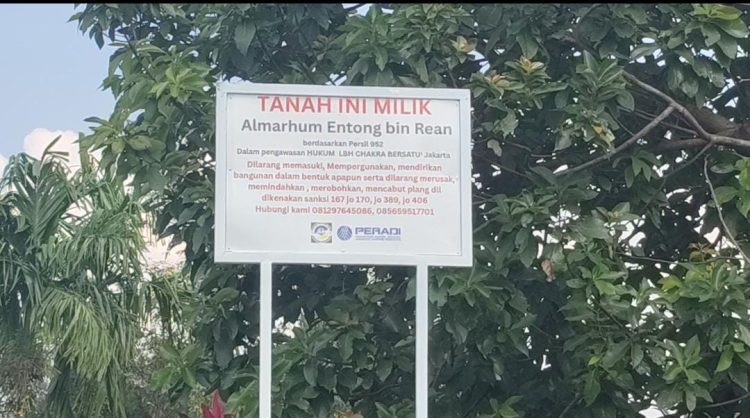 TANAH INI MILIK
Almarhum Entong bin Rean
berdasarkan Persil 952
Dalam pengawasan HUKUM LBH CHAKRA BERSATU' Jakarta
Dilarang memasuki, Mempergunakan, mendirikan
bangunan dalam bentuk apapun serta dilarang merusak,
memindahkan , merobohkan, mencabut plang dll
dikenakan sanksi 167 jo 170, jo 389, jo 406
Hubungi kami 081297645086, 085659517701
PERADI